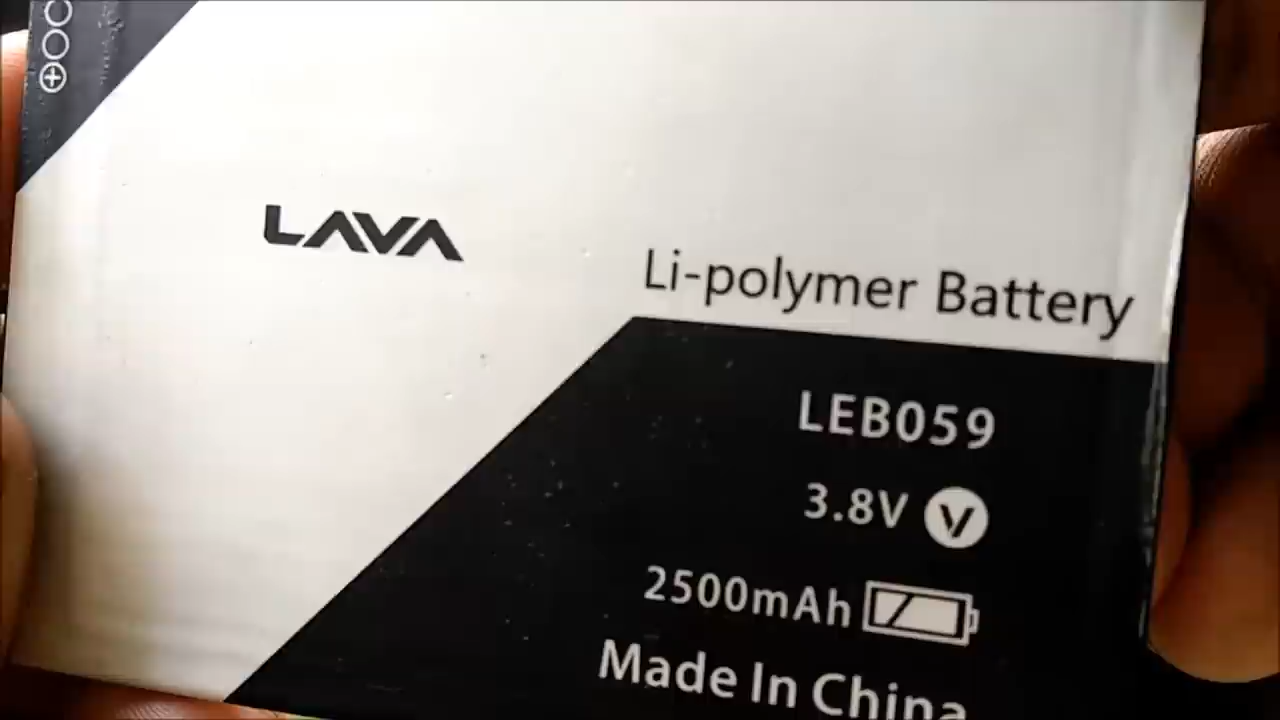 LAVA
Li-polymer Battery
LEB059
3.8V V
2500mAh
Made In China